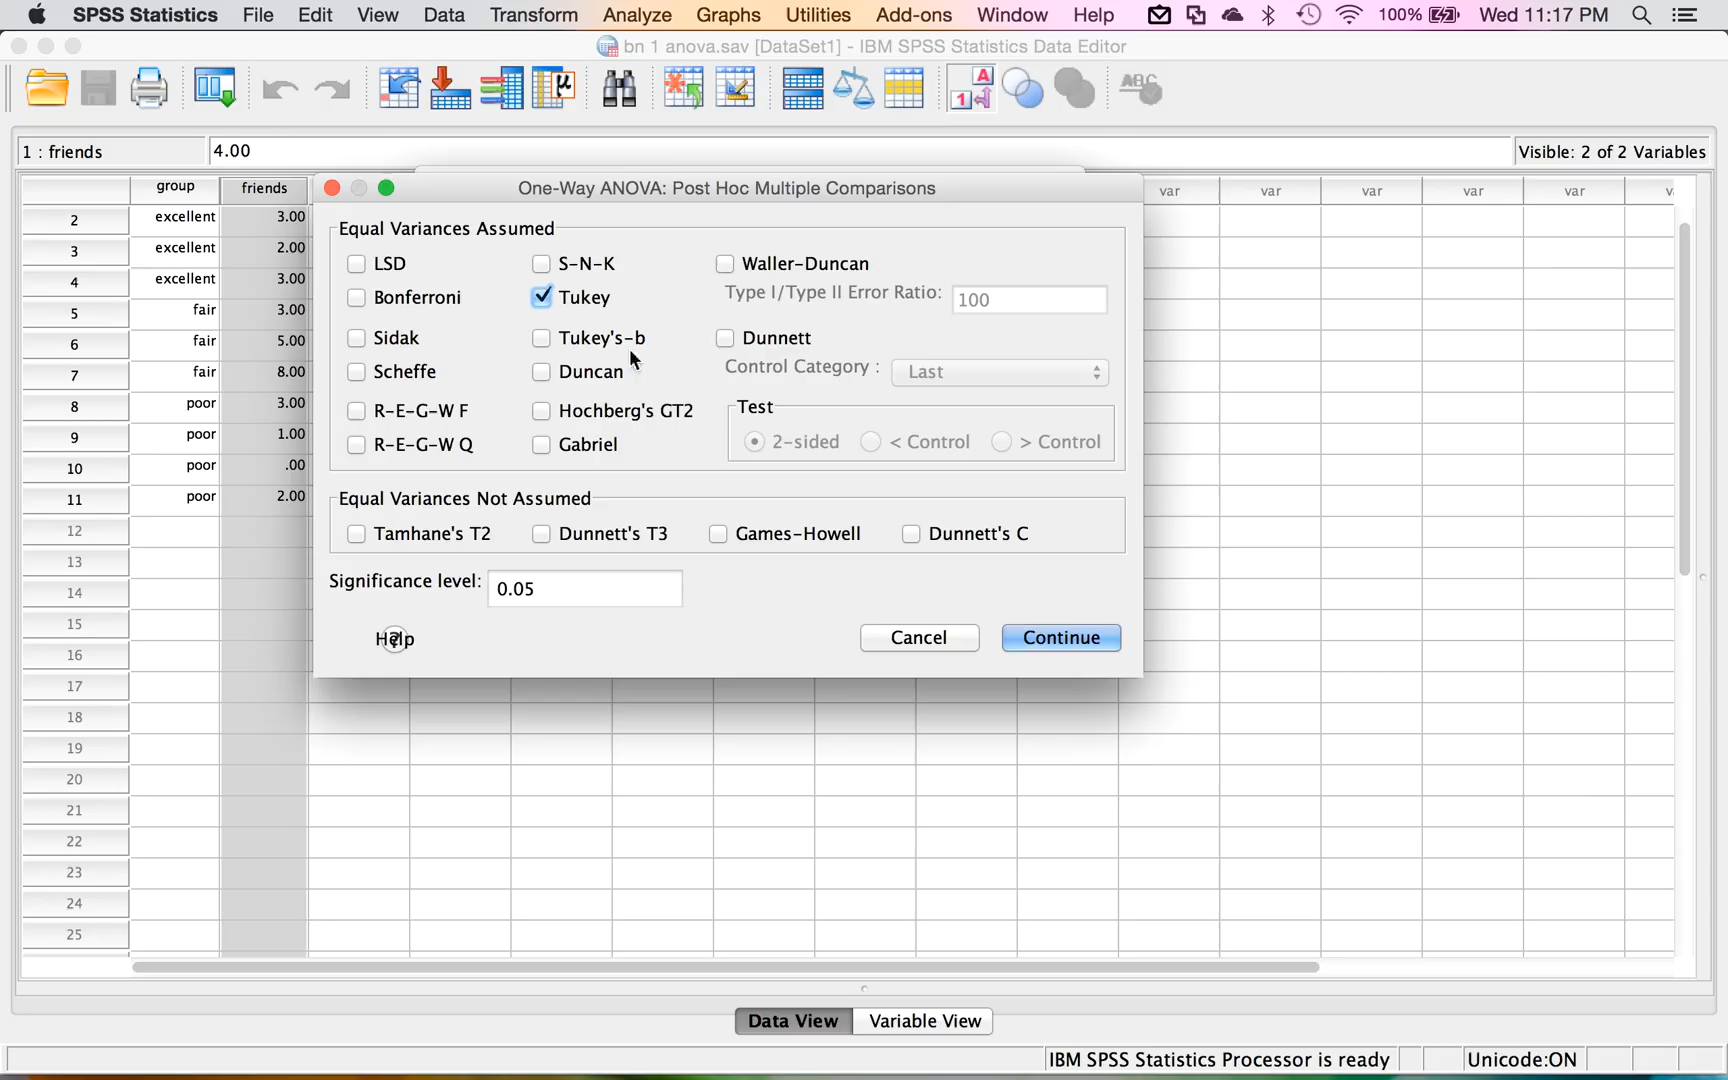 SPSS Statistics File Edit View Data Transform Analyze Graphs Utilities Add-ons Window Help 100% Wed 11:17 PM
bn 1 anova.sav [DataSet1] - IBM SPSS Statistics Data Editor
1 : friends 4.00 Visible: 2 of 2 Variables
group friends var var var var var
One-Way ANOVA: Post Hoc Multiple Comparisons
2 excellent 3.00
3 excellent 2.00
4 excellent 3.00
5 fair 3.00
6 fair 5.00
7 fair 8.00
8 poor 3.00
9 poor 1.00
10 poor .00
11 poor 2.00
12
13
14
15
16
17
18
19
20
21
22
23
24
25
Equal Variances Assumed
LSD S-N-K Waller-Duncan
Bonferroni Tukey Type I/Type II Error Ratio: 100
Sidak Tukey's-b Dunnett
Scheffe Duncan Control Category : Last
R-E-G-W F Hochberg's GT2 Test
R-E-G-W Q Gabriel 2-sided < Control > Control
Equal Variances Not Assumed
Tamhane's T2 Dunnett's T3 Games-Howell Dunnett's C
Significance level: 0.05
Help Cancel Continue
Data View Variable View
IBM SPSS Statistics Processor is ready Unicode:ON